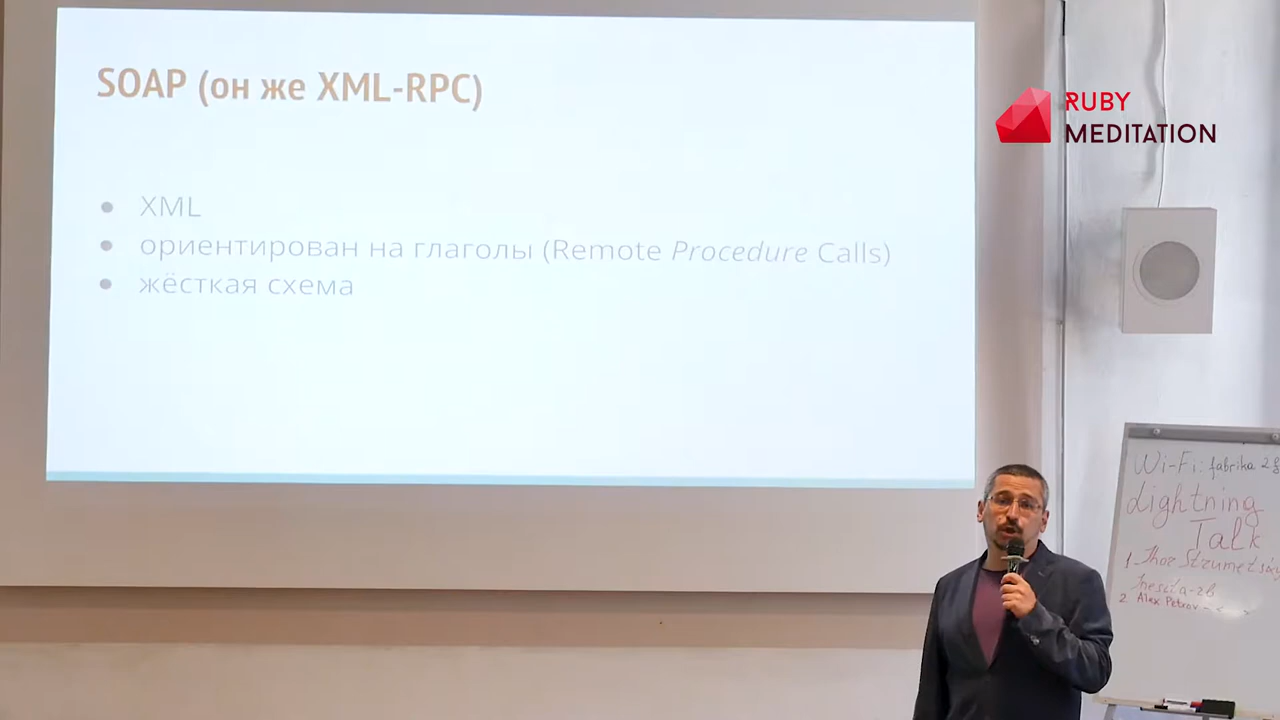 SOAP (он же XML-RPC)
● XML
● ориентирован на глаголы (Remote Procedure Calls)
● жёсткая схема
RUBY
MEDITATION
Wi-Fi: fabrika 28
Lightning
Talk
2 Alex Petrov